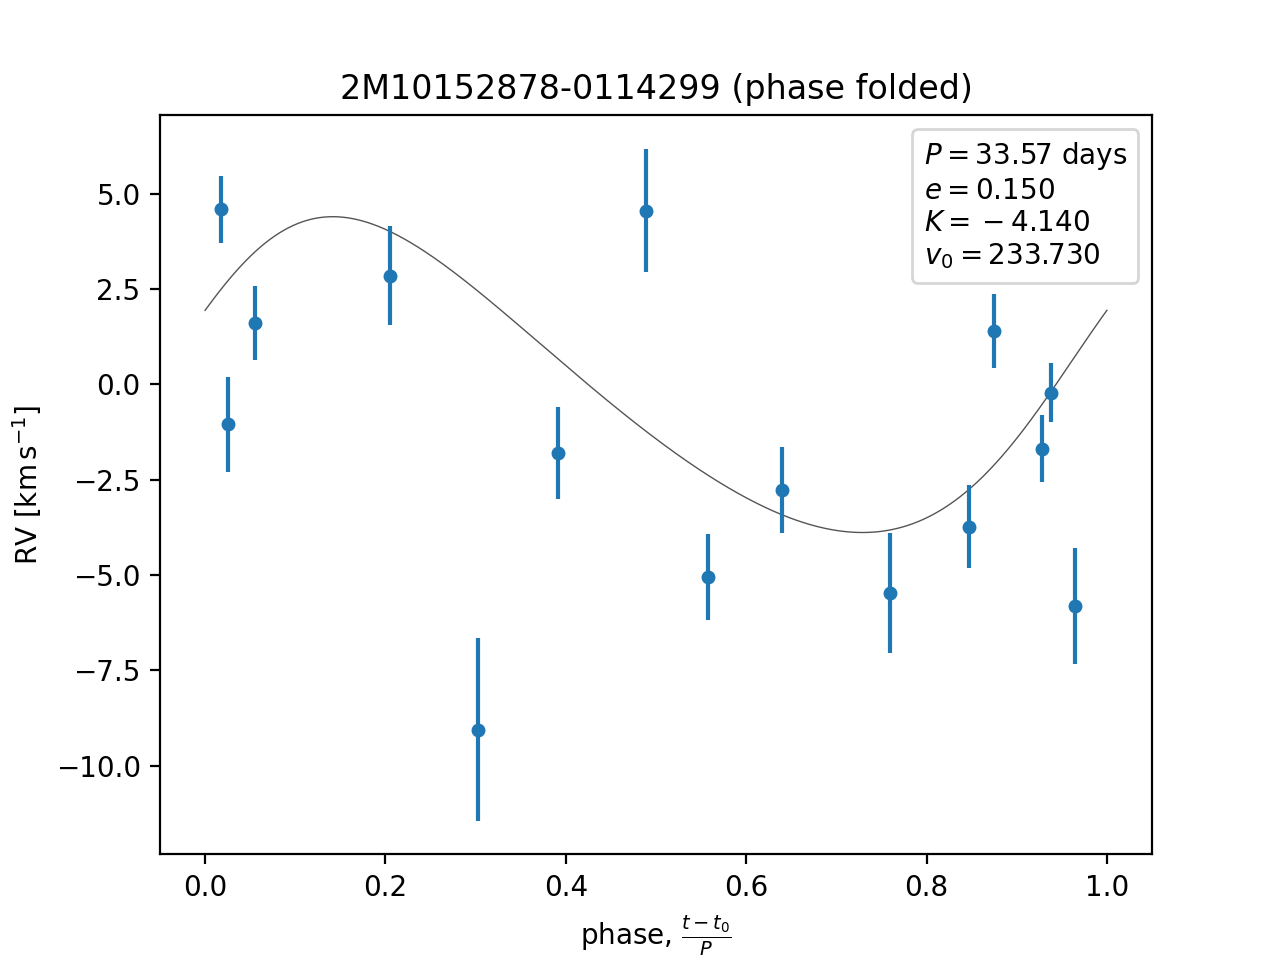 2M10152878-0114299 (phase folded)
P = 33.57 days
e = 0.150
K = −4.140
v₀ = 233.730
RV [km s⁻¹]
5.0
2.5
0.0
−2.5
−5.0
−7.5
−10.0
0.0 0.2 0.4 0.6 0.8 1.0
phase, (t − t₀)/P